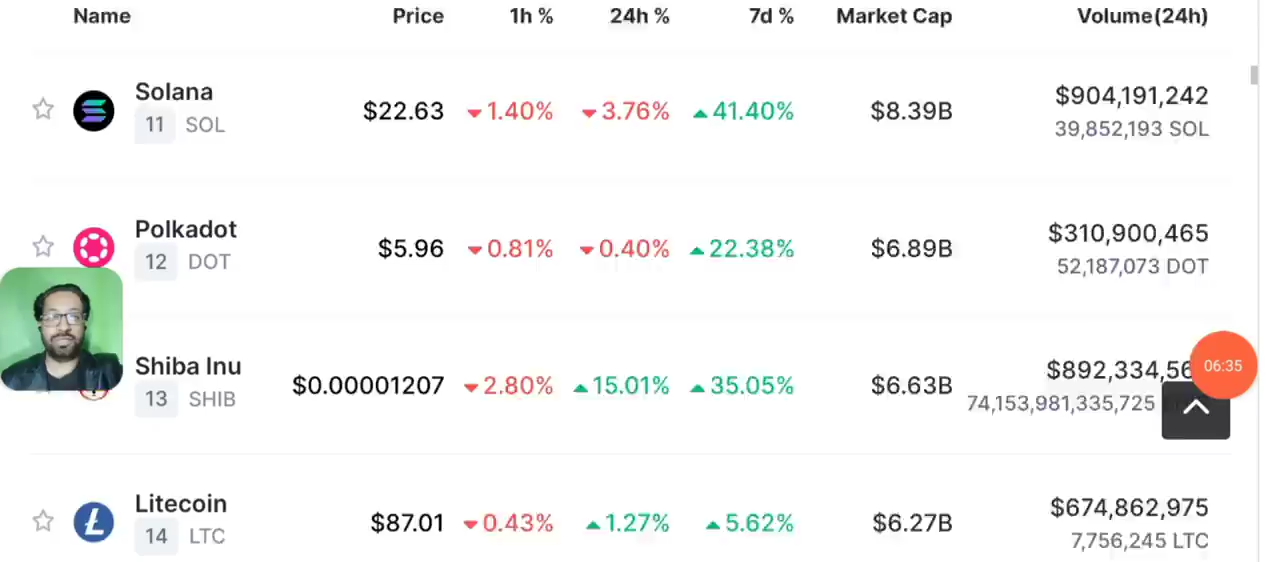 Name Price 1h % 24h % 7d % Market Cap Volume(24h)
Solana
11 SOL
$22.63 1.40% 3.76% 41.40% $8.39B $904,191,242
39,852,193 SOL
Polkadot
12 DOT
$5.96 0.81% 0.40% 22.38% $6.89B $310,900,465
52,187,073 DOT
Shiba Inu
13 SHIB
$0.00001207 2.80% 15.01% 35.05% $6.63B
06:35
74,153,981,335,725
Litecoin
14 LTC
$87.01 0.43% 1.27% 5.62% $6.27B $674,862,975
7,756,245 LTC